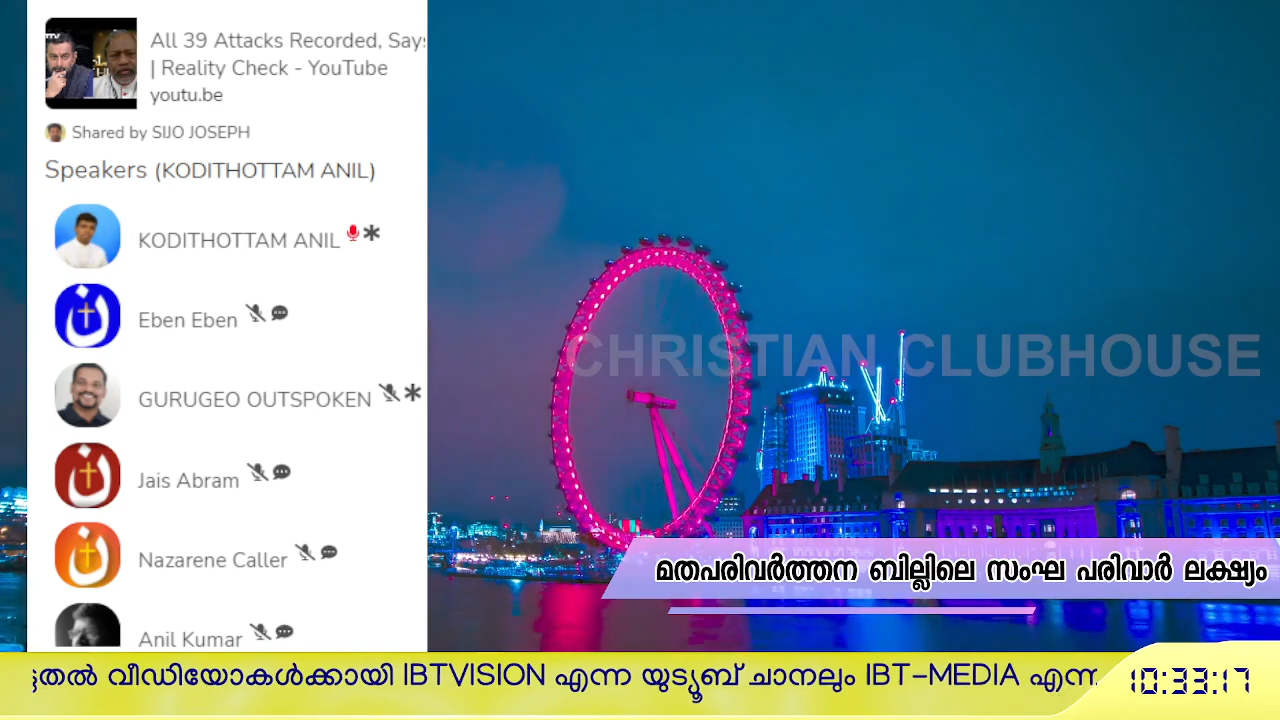 All 39 Attacks Recorded, Says
| Reality Check - YouTube
youtu.be
Shared by SIJO JOSEPH
Speakers (KODITHOTTAM ANIL)
KODITHOTTAM ANIL
Eben Eben
GURUGEO OUTSPOKEN
Jais Abram
Nazarene Caller
Anil Kumar
CHRISTIAN CLUBHOUSE
മതപരിവർത്തന ബില്ലിലെ സംഘ പരിവാർ ലക്ഷ്യം
വീഡിയോകൾക്കായി IBTVISION എന്ന യുട്യൂബ് ചാനലും IBT-MEDIA എന്ന
10:33:17